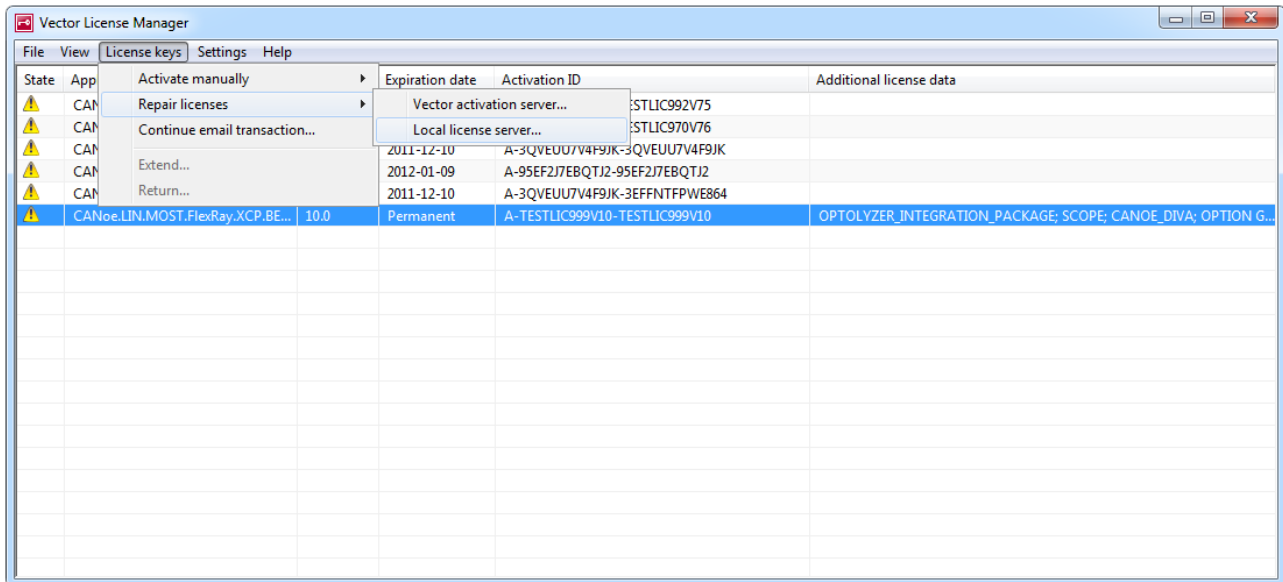 Vector License Manager
File View License keys Settings Help
State App Expiration date Activation ID Additional license data
Activate manually
Repair licenses
Continue email transaction...
Extend...
Return...
Vector activation server...
Local license server...
CAN ESTLIC992V75
CAN ESTLIC970V76
CAN 2011-12-10 A-3QVEUU7V4F9JK-3QVEUU7V4F9JK
CAN 2012-01-09 A-95EF2J7EBQTJ2-95EF2J7EBQTJ2
CAN 2011-12-10 A-3QVEUU7V4F9JK-3EFFNTFPWE864
CANoe.LIN.MOST.FlexRay.XCP.BE... 10.0 Permanent A-TESTLIC999V10-TESTLIC999V10 OPTOLYZER_INTEGRATION_PACKAGE; SCOPE; CANOE_DIVA; OPTION G...